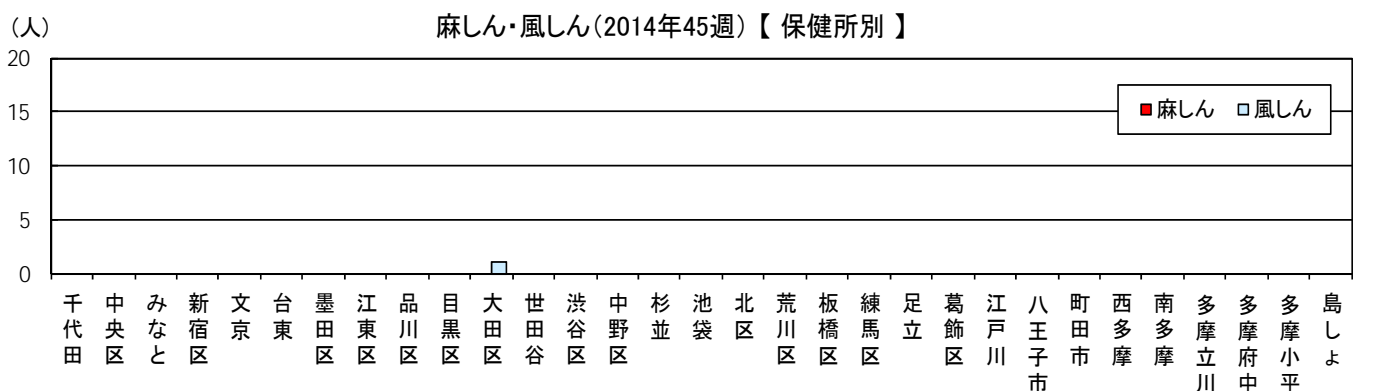 (人)
麻しん・風しん(2014年45週)【 保健所別 】
20
15
10
5
0
麻しん 風しん
千代田
中央区
みなと
新宿区
文京
台東
墨田区
江東区
品川区
目黒区
大田区
世田谷
渋谷区
中野区
杉並
池袋
北区
荒川区
板橋区
練馬区
足立
葛飾区
江戸川
八王子市
町田市
西多摩
南多摩
多摩立川
多摩府中
多摩小平
島しょ